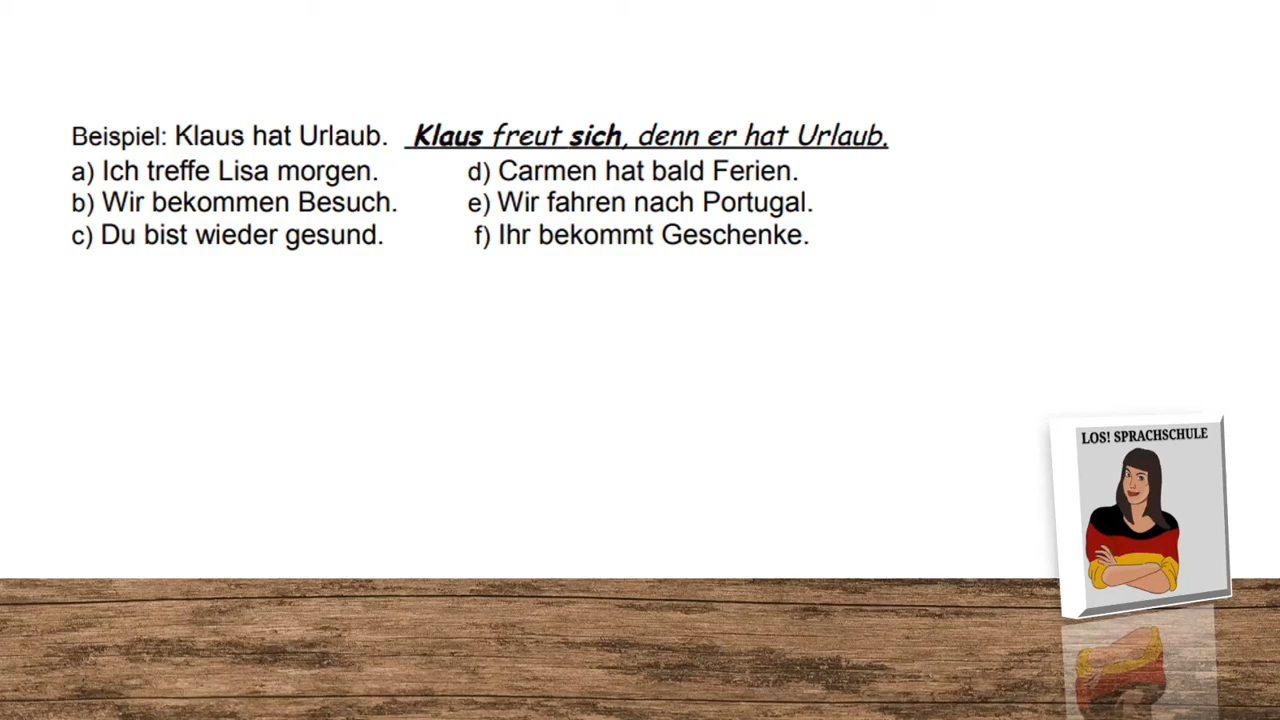 Beispiel: Klaus hat Urlaub. Klaus freut sich, denn er hat Urlaub.
a) Ich treffe Lisa morgen. d) Carmen hat bald Ferien.
b) Wir bekommen Besuch. e) Wir fahren nach Portugal.
c) Du bist wieder gesund. f) Ihr bekommt Geschenke.
LOS! SPRACHSCHULE